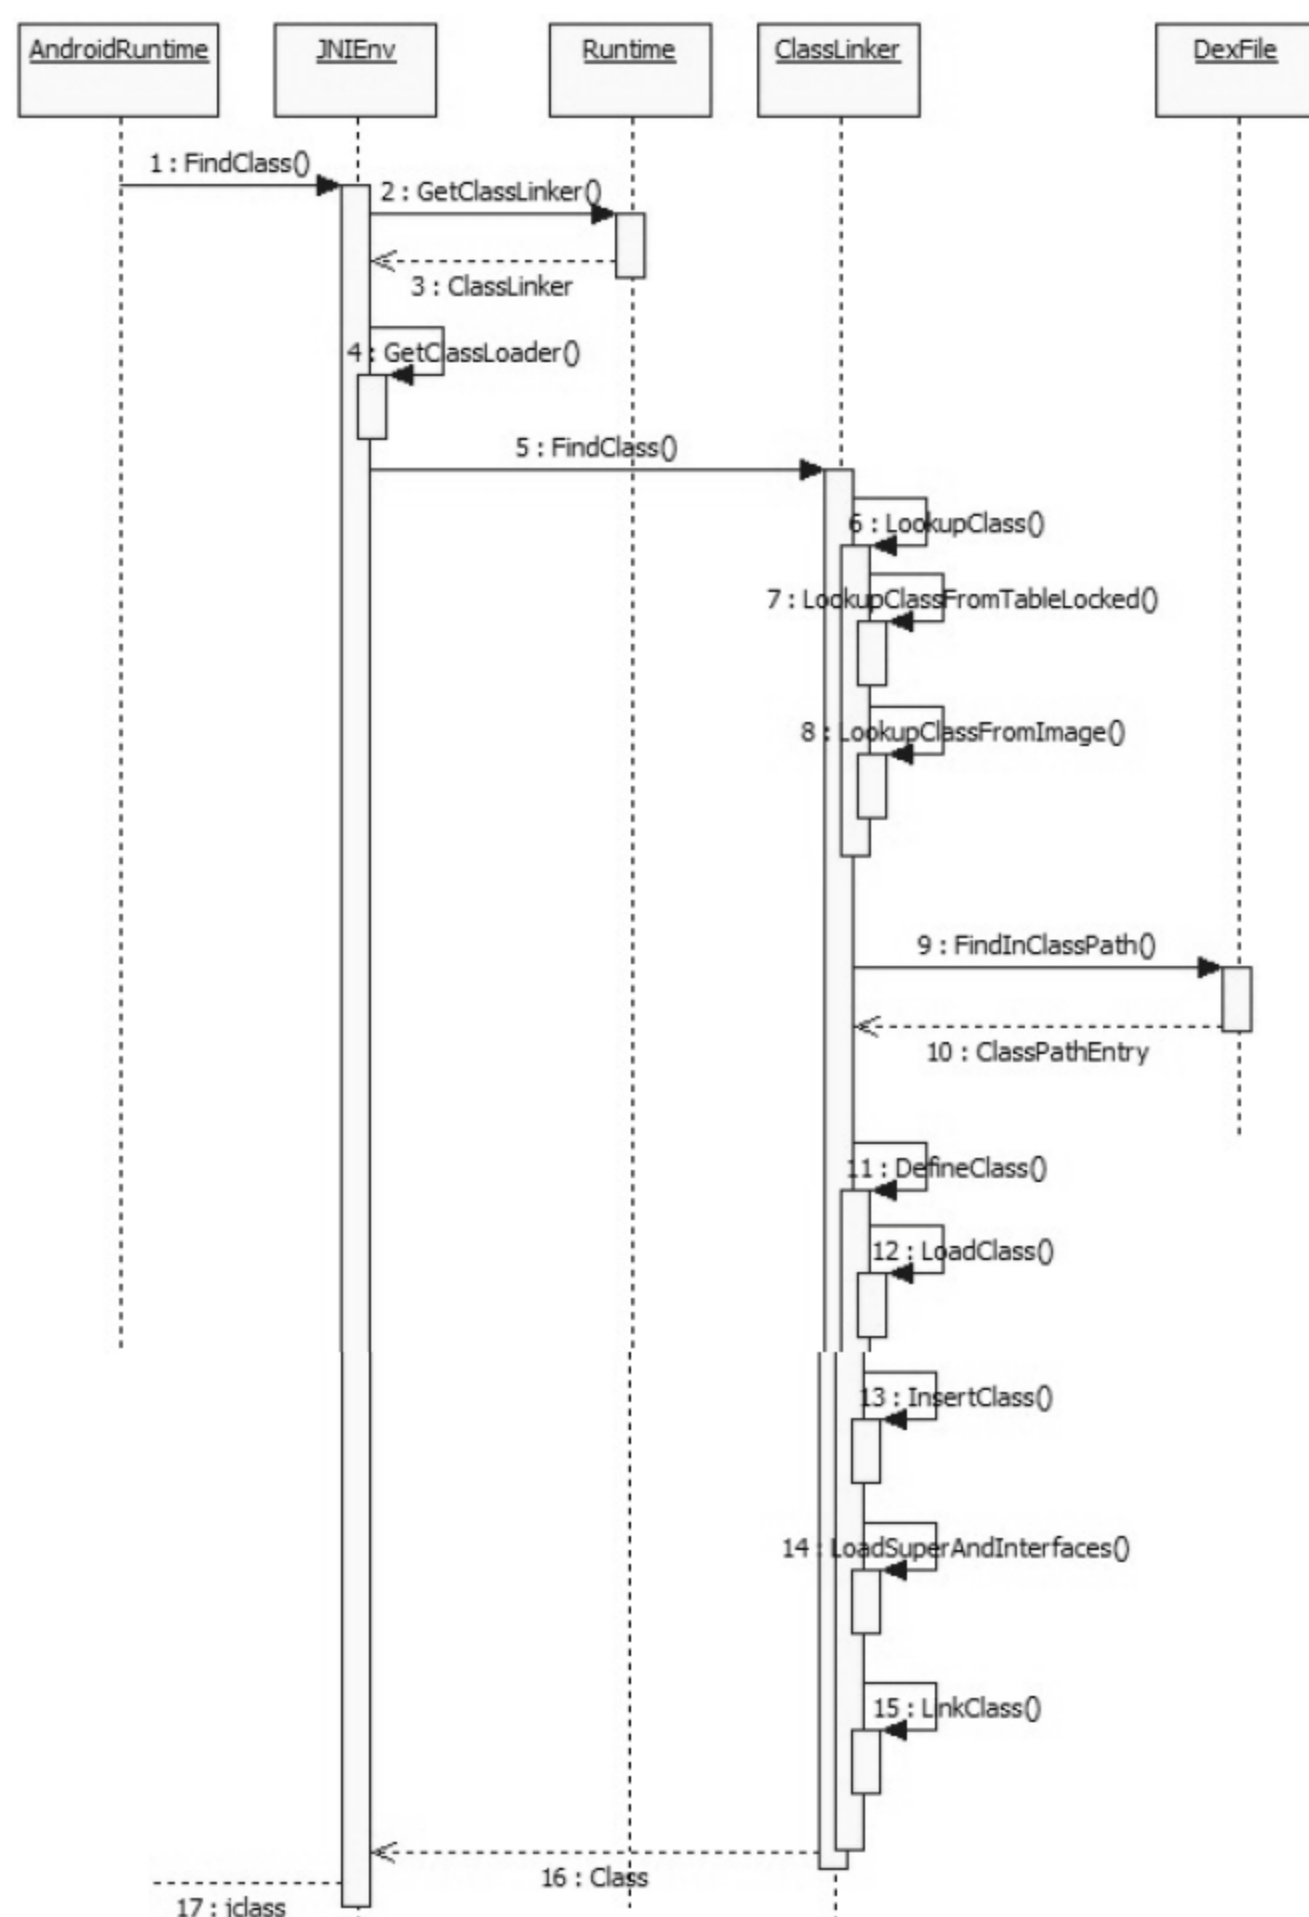 AndroidRuntime
JNIEnv
Runtime
ClassLinker
DexFile
1 : FindClass()
2 : GetClassLinker()
3 : ClassLinker
4 : GetClassLoader()
5 : FindClass()
6 : LookupClass()
7 : LookupClassFromTableLocked()
8 : LookupClassFromImage()
9 : FindInClassPath()
10 : ClassPathEntry
11 : DefineClass()
12 : LoadClass()
13 : InsertClass()
14 : LoadSuperAndInterfaces()
15 : LinkClass()
16 : Class
17 : jclass